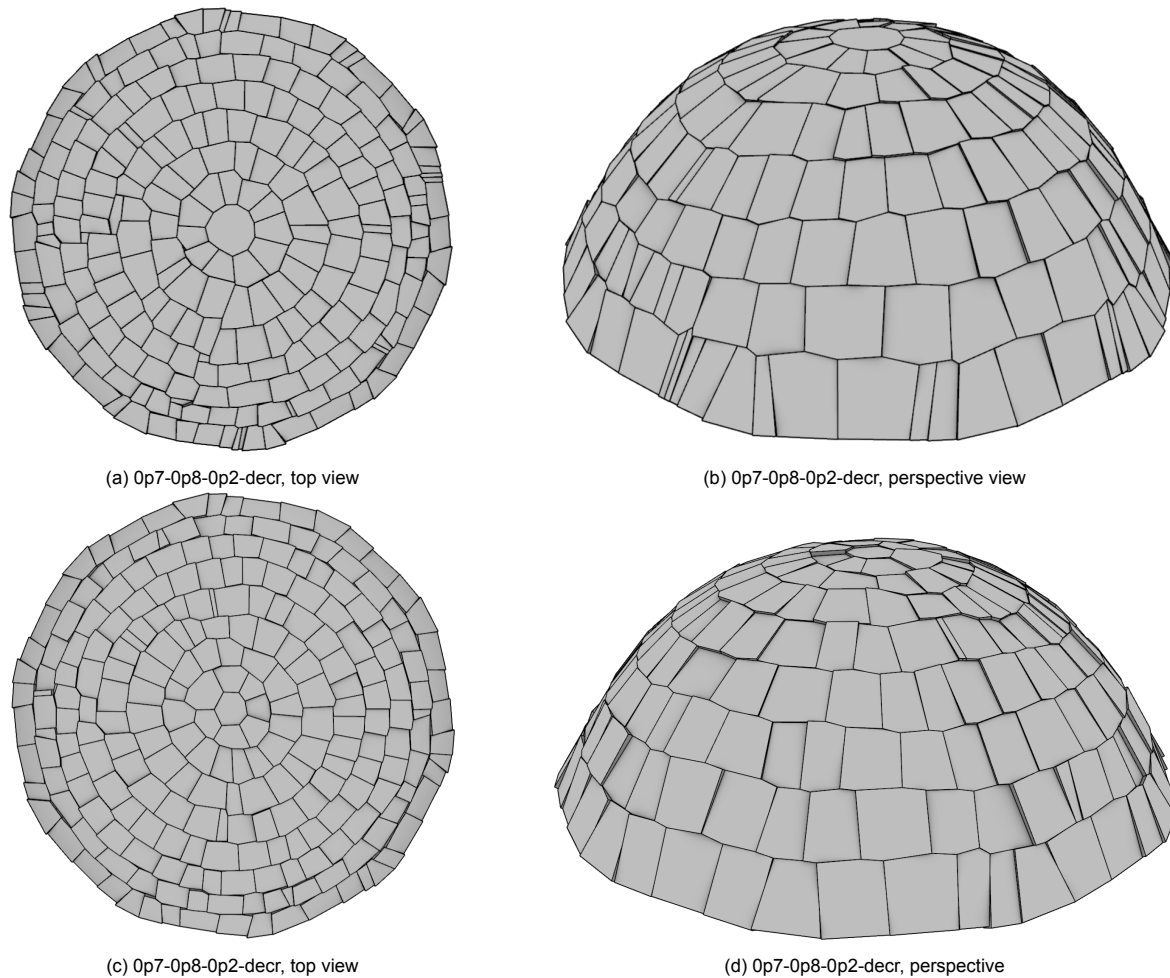 (a) 0p7-0p8-0p2-decr, top view
(b) 0p7-0p8-0p2-decr, perspective view
(c) 0p7-0p8-0p2-decr, top view
(d) 0p7-0p8-0p2-decr, perspective